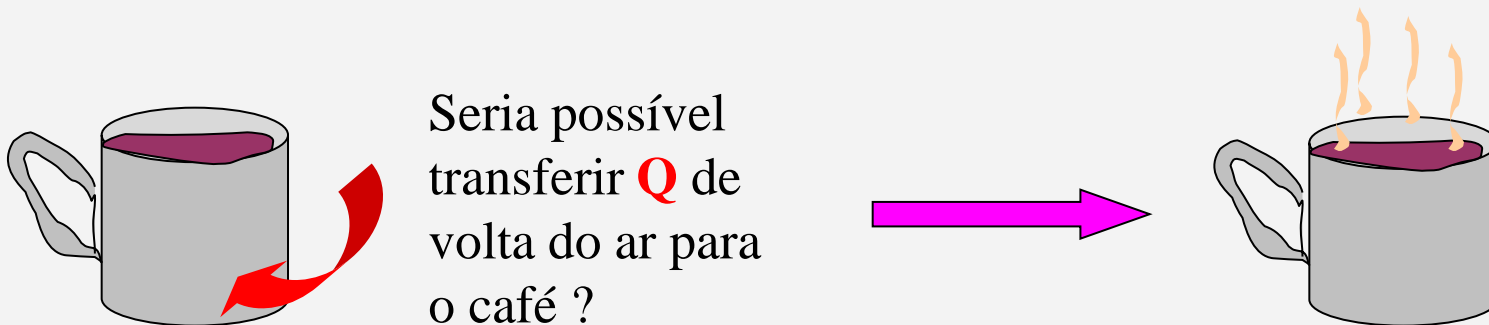 Seria possível
transferir Q de
volta do ar para
o café ?